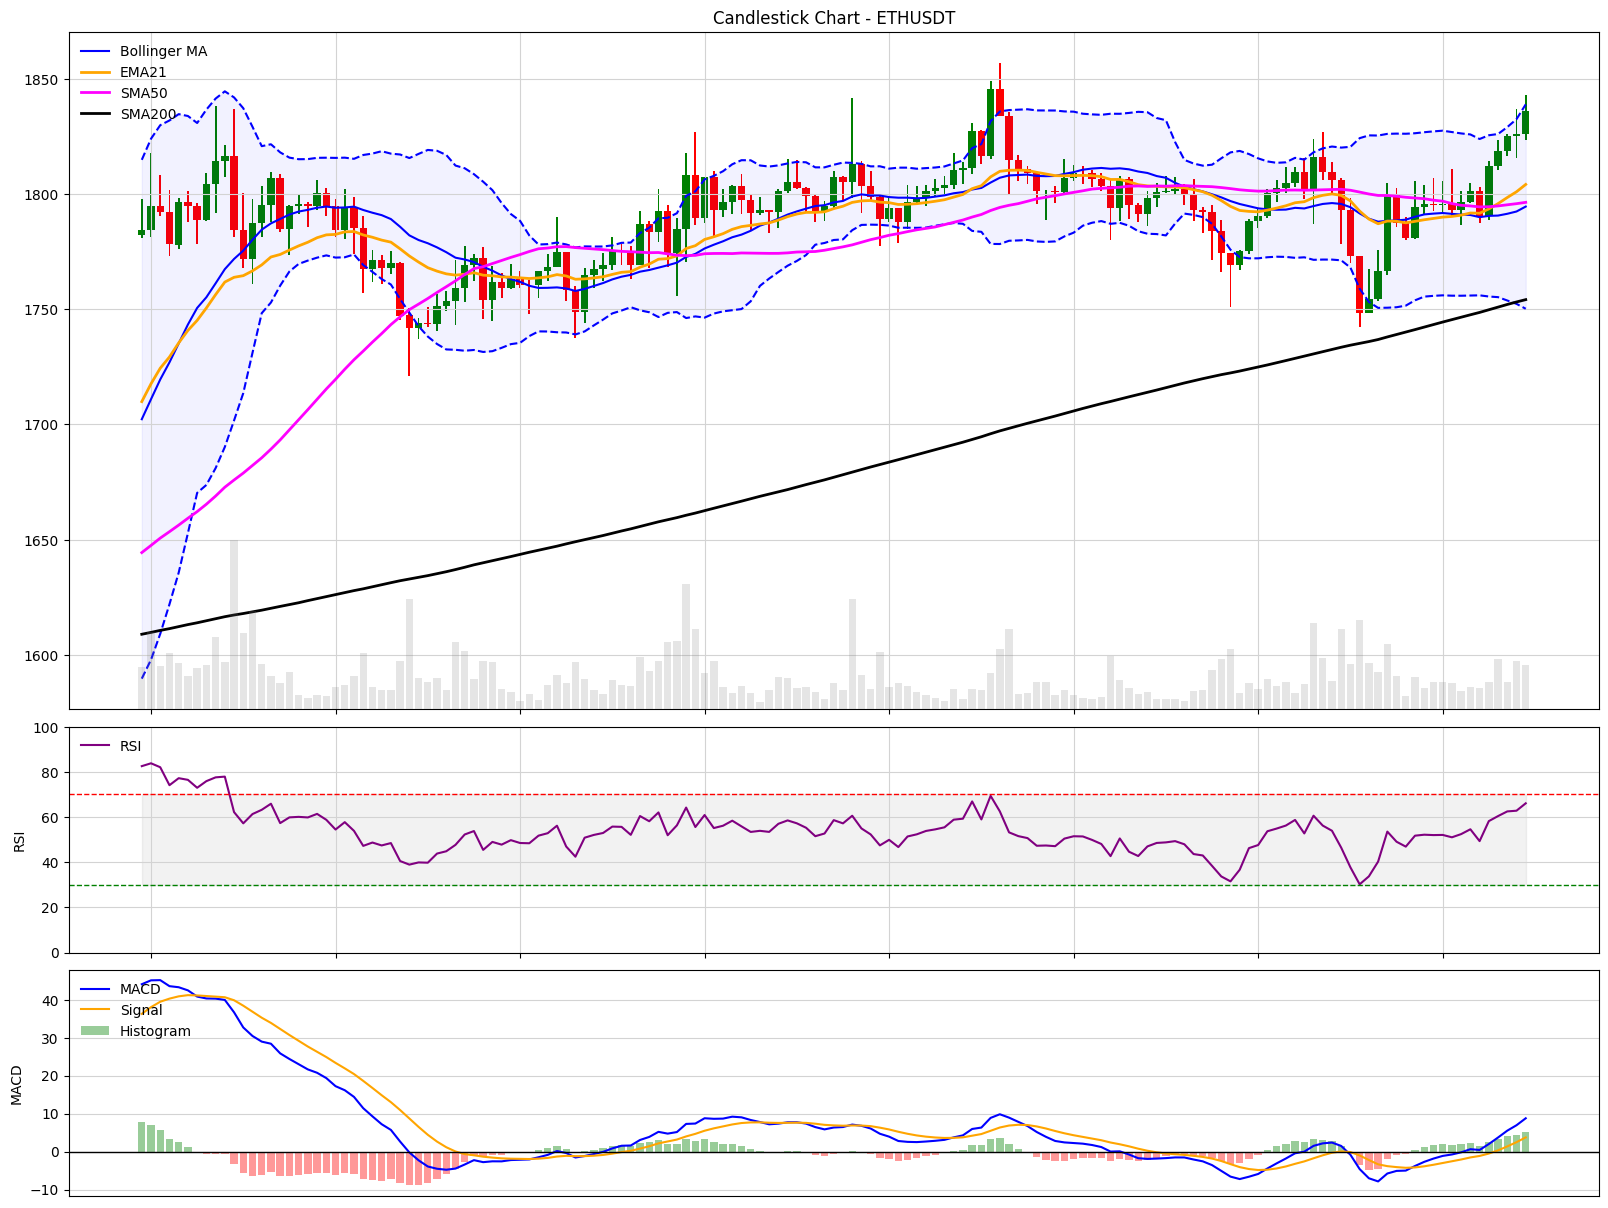 Candlestick Chart - ETHUSDT
Bollinger MA
EMA21
SMA50
SMA200
1850
1800
1750
1700
1650
1600
RSI
100
80
60
40
20
0
RSI
MACD
Signal
Histogram
40
30
20
10
0
−10
MACD